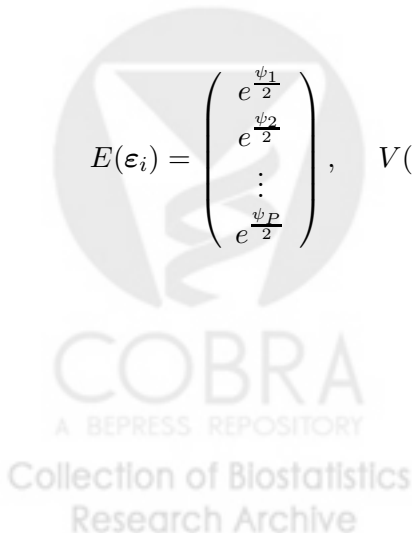 E(ε_i) = ( e^{ψ_1/2} e^{ψ_2/2} ⋮ e^{ψ_P/2} ) , V(
COBRA
A BEPRESS REPOSITORY
Collection of Biostatistics
Research Archive